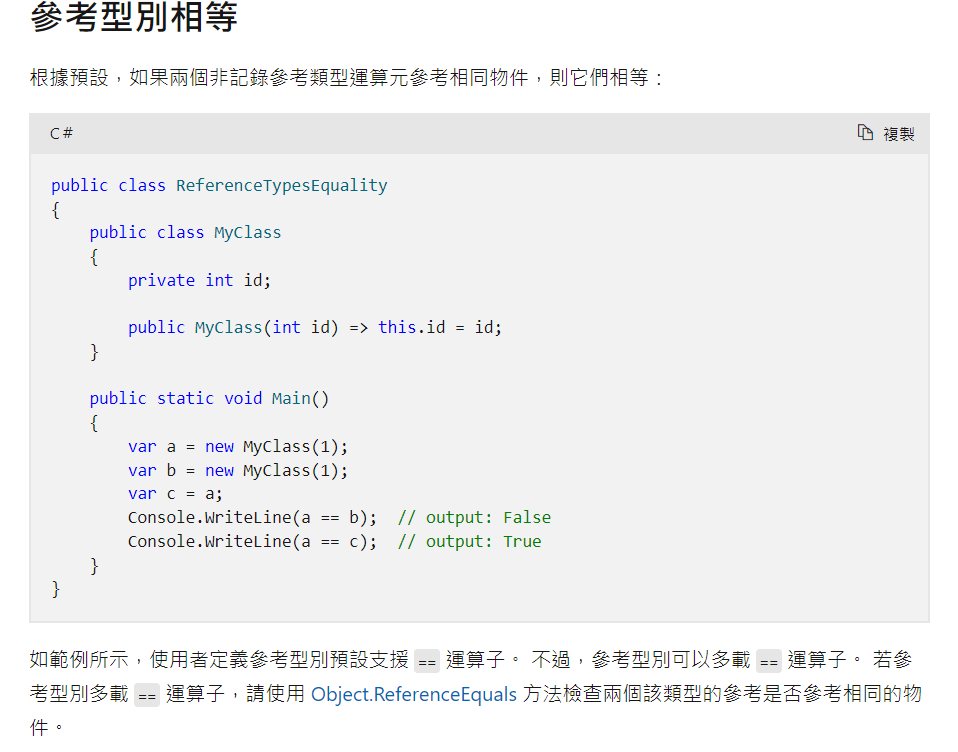 參考型別相等
根據預設，如果兩個非記錄參考類型運算元參考相同物件，則它們相等：
C# 複製
public class ReferenceTypesEquality
{
    public class MyClass
    {
        private int id;

        public MyClass(int id) => this.id = id;
    }

    public static void Main()
    {
        var a = new MyClass(1);
        var b = new MyClass(1);
        var c = a;
        Console.WriteLine(a == b);  // output: False
        Console.WriteLine(a == c);  // output: True
    }
}
如範例所示，使用者定義參考型別預設支援 == 運算子。 不過，參考型別可以多載 == 運算子。 若參
考型別多載 == 運算子，請使用 Object.ReferenceEquals 方法檢查兩個該類型的參考是否參考相同的物
件。